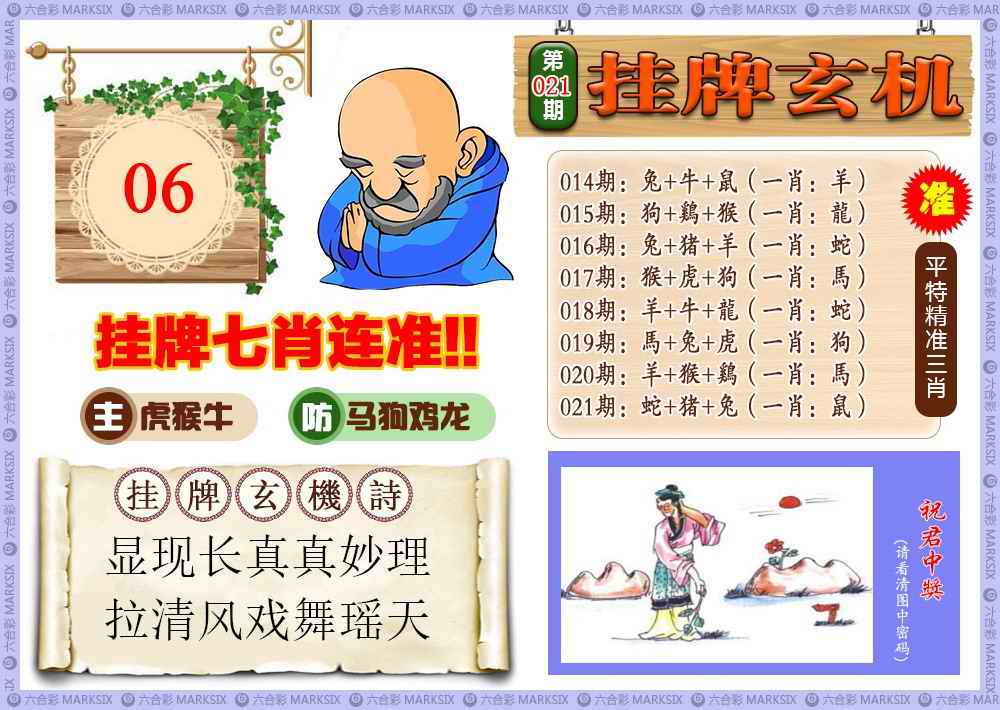 六合彩 MARKSIX
06
第
021
期
挂牌玄机
014期：兔+牛+鼠（一肖：羊）
015期：狗+鷄+猴（一肖：龍）
016期：兔+猪+羊（一肖：蛇）
017期：猴+虎+狗（一肖：馬）
018期：羊+牛+龍（一肖：蛇）
019期：馬+兔+虎（一肖：狗）
020期：羊+猴+鷄（一肖：馬）
021期：蛇+猪+兔（一肖：鼠）
准
平特精准三肖
挂牌七肖连准!!
主 虎猴牛
防 马狗鸡龙
挂牌玄機詩
显现长真真妙理
拉清风戏舞瑶天
祝君中獎
（请看清图中密码）